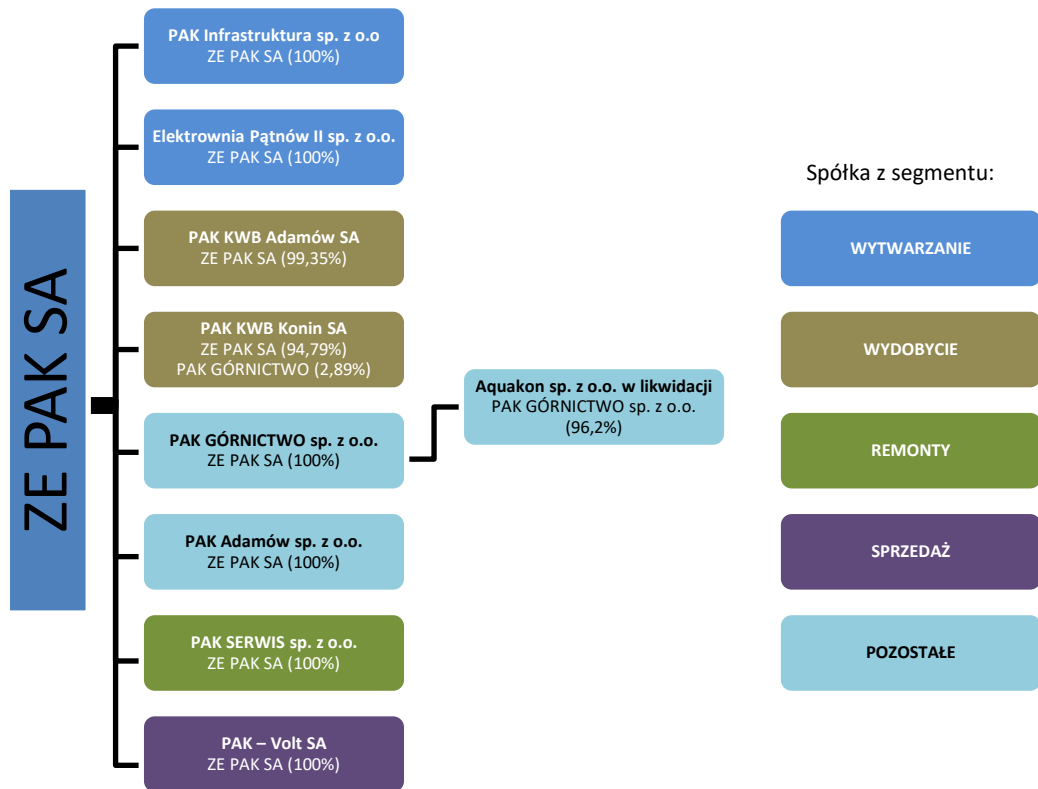 ZE PAK SA
PAK Infrastruktura sp. z o.o
ZE PAK SA (100%)
Elektrownia Pątnów II sp. z o.o.
ZE PAK SA (100%)
PAK KWB Adamów SA
ZE PAK SA (99,35%)
PAK KWB Konin SA
ZE PAK SA (94,79%)
PAK GÓRNICTWO (2,89%)
PAK GÓRNICTWO sp. z o.o.
ZE PAK SA (100%)
Aquakon sp. z o.o. w likwidacji
PAK GÓRNICTWO sp. z o.o.
(96,2%)
PAK Adamów sp. z o.o.
ZE PAK SA (100%)
PAK SERWIS sp. z o.o.
ZE PAK SA (100%)
PAK – Volt SA
ZE PAK SA (100%)
Spółka z segmentu:
WYTWARZANIE
WYDOBYCIE
REMONTY
SPRZEDAŻ
POZOSTAŁE